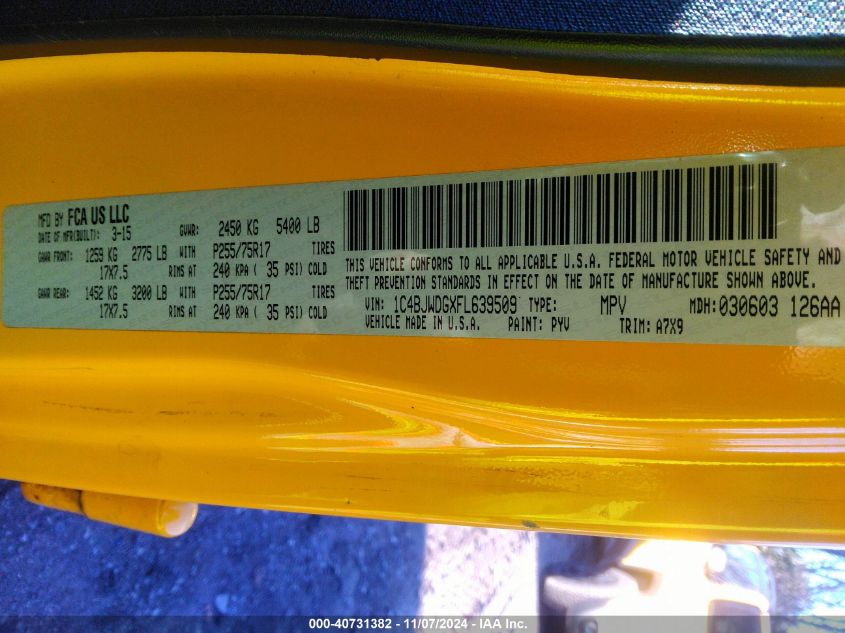 MFD BY FCA US LLC
DATE OF MFR(BUILT): 3-15 GVWR: 2450 KG 5400 LB
GAWR FRONT: 1259 KG 2775 LB WITH P255/75R17 TIRES
17X7.5 RIMS AT 240 KPA ( 35 PSI) COLD
GAWR REAR: 1452 KG 3200 LB WITH P255/75R17 TIRES
17X7.5 RIMS AT 240 KPA ( 35 PSI) COLD
THIS VEHICLE CONFORMS TO ALL APPLICABLE U.S.A. FEDERAL MOTOR VEHICLE SAFETY AND
THEFT PREVENTION STANDARDS IN EFFECT ON THE DATE OF MANUFACTURE SHOWN ABOVE.
VIN: 1C4BJWDGXFL639509 TYPE: MPV MDH:030603 126AA
VEHICLE MADE IN U.S.A. PAINT: PYV TRIM: A7X9
000-40731382 - 11/07/2024 - IAA Inc.